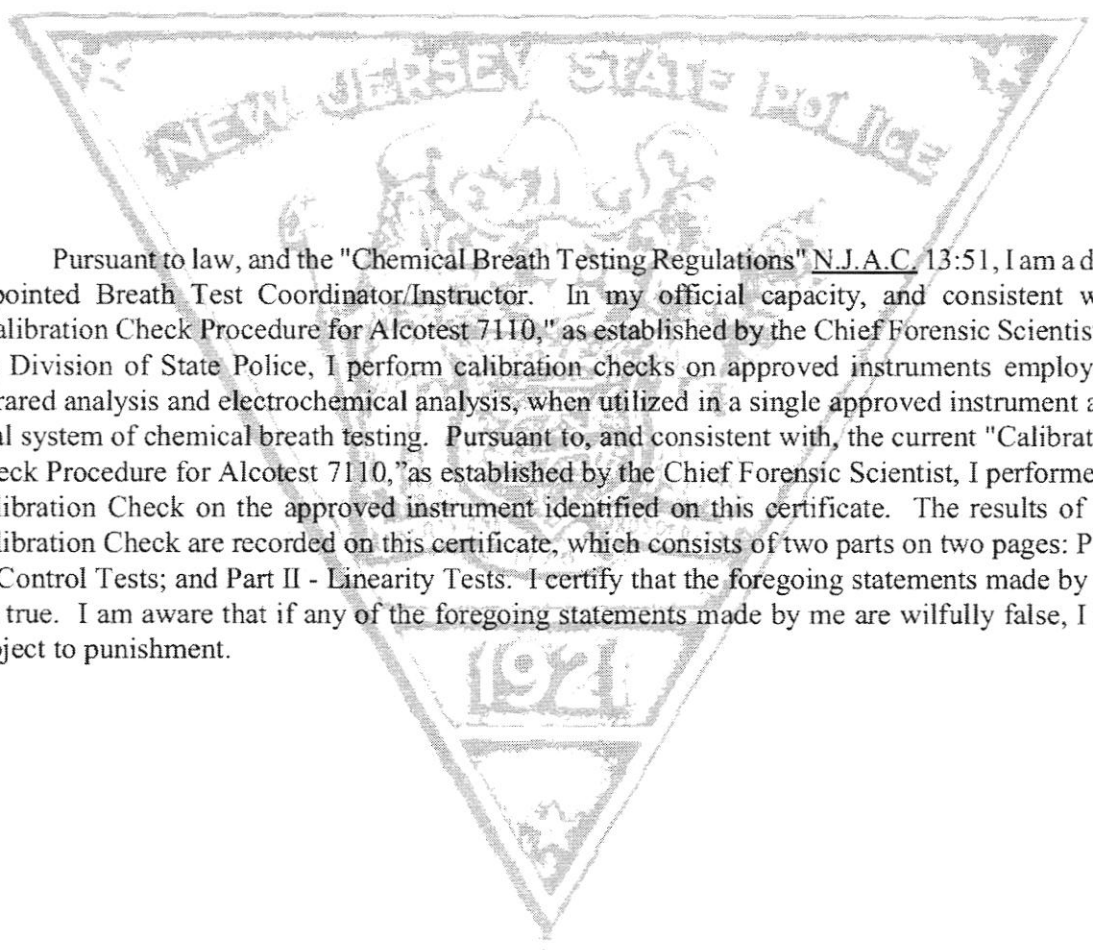 NEW JERSEY STATE POLICE
Pursuant to law, and the "Chemical Breath Testing Regulations" N.J.A.C. 13:51, I am a d
pointed Breath Test Coordinator/Instructor. In my official capacity, and consistent w
alibration Check Procedure for Alcotest 7110," as established by the Chief Forensic Scientist
Division of State Police, I perform calibration checks on approved instruments employ
rared analysis and electrochemical analysis, when utilized in a single approved instrument a
al system of chemical breath testing. Pursuant to, and consistent with, the current "Calibrat
eck Procedure for Alcotest 7110," as established by the Chief Forensic Scientist, I performe
libration Check on the approved instrument identified on this certificate. The results of
libration Check are recorded on this certificate, which consists of two parts on two pages: P
Control Tests; and Part II - Linearity Tests. I certify that the foregoing statements made by
true. I am aware that if any of the foregoing statements made by me are wilfully false, I
ject to punishment.
1921